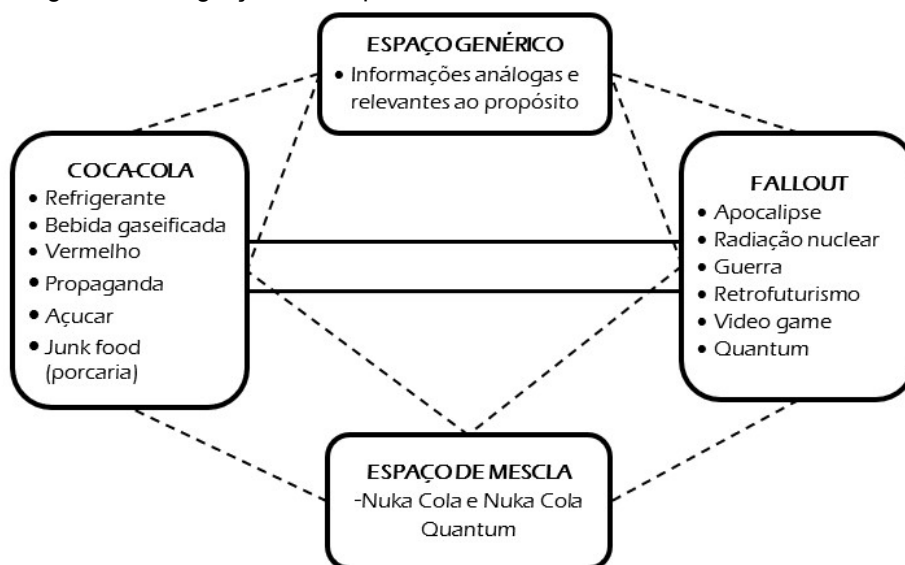 ESPAÇO GENÉRICO
• Informações análogas e
relevantes ao propósito
COCA-COLA
• Refrigerante
• Bebida gaseificada
• Vermelho
• Propaganda
• Açucar
• Junk food
(porcaria)
FALLOUT
• Apocalipse
• Radiação nuclear
• Guerra
• Retrofuturismo
• Video game
• Quantum
ESPAÇO DE MESCLA
-Nuka Cola e Nuka Cola
Quantum